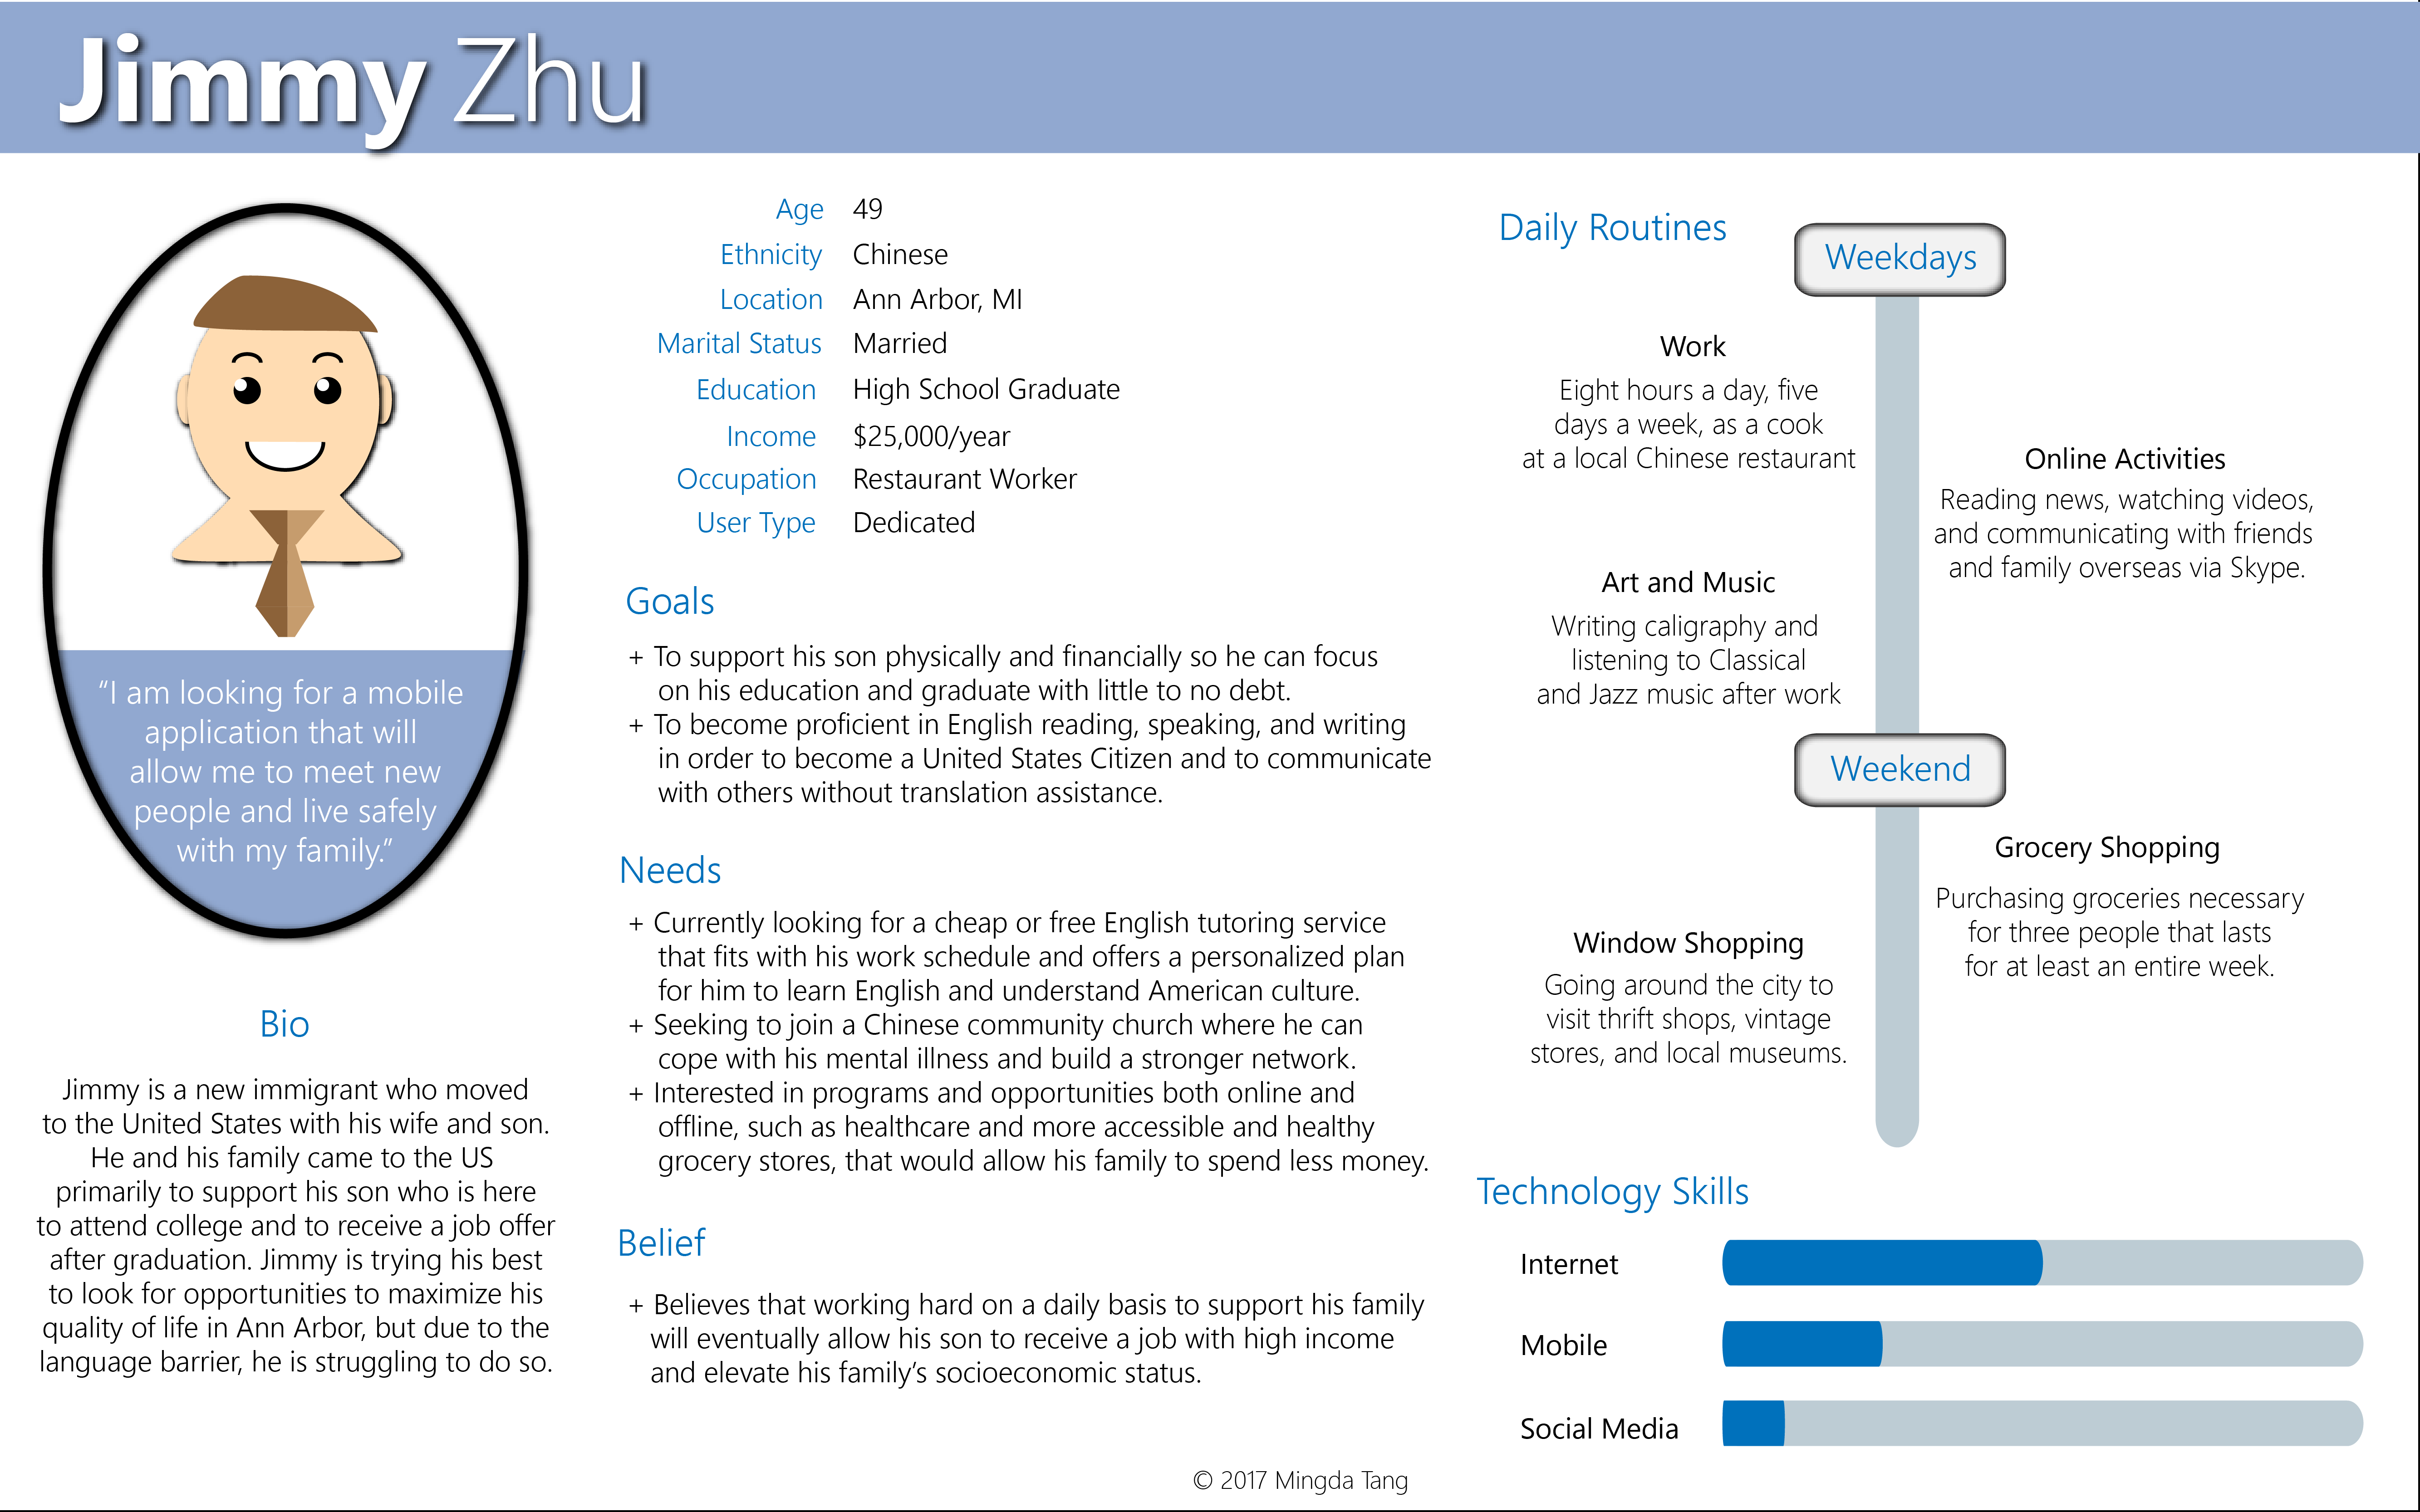 Jimmy Zhu
“I am looking for a mobile
application that will
allow me to meet new
people and live safely
with my family.”
Bio
Jimmy is a new immigrant who moved
to the United States with his wife and son.
He and his family came to the US
primarily to support his son who is here
to attend college and to receive a job offer
after graduation. Jimmy is trying his best
to look for opportunities to maximize his
quality of life in Ann Arbor, but due to the
language barrier, he is struggling to do so.
Age 49
Ethnicity Chinese
Location Ann Arbor, MI
Marital Status Married
Education High School Graduate
Income $25,000/year
Occupation Restaurant Worker
User Type Dedicated
Goals
+ To support his son physically and financially so he can focus
on his education and graduate with little to no debt.
+ To become proficient in English reading, speaking, and writing
in order to become a United States Citizen and to communicate
with others without translation assistance.
Needs
+ Currently looking for a cheap or free English tutoring service
that fits with his work schedule and offers a personalized plan
for him to learn English and understand American culture.
+ Seeking to join a Chinese community church where he can
cope with his mental illness and build a stronger network.
+ Interested in programs and opportunities both online and
offline, such as healthcare and more accessible and healthy
grocery stores, that would allow his family to spend less money.
Belief
+ Believes that working hard on a daily basis to support his family
will eventually allow his son to receive a job with high income
and elevate his family’s socioeconomic status.
Daily Routines
Weekdays
Work
Eight hours a day, five
days a week, as a cook
at a local Chinese restaurant
Online Activities
Reading news, watching videos,
and communicating with friends
and family overseas via Skype.
Art and Music
Writing caligraphy and
listening to Classical
and Jazz music after work
Weekend
Grocery Shopping
Purchasing groceries necessary
for three people that lasts
for at least an entire week.
Window Shopping
Going around the city to
visit thrift shops, vintage
stores, and local museums.
Technology Skills
Internet
Mobile
Social Media
© 2017 Mingda Tang